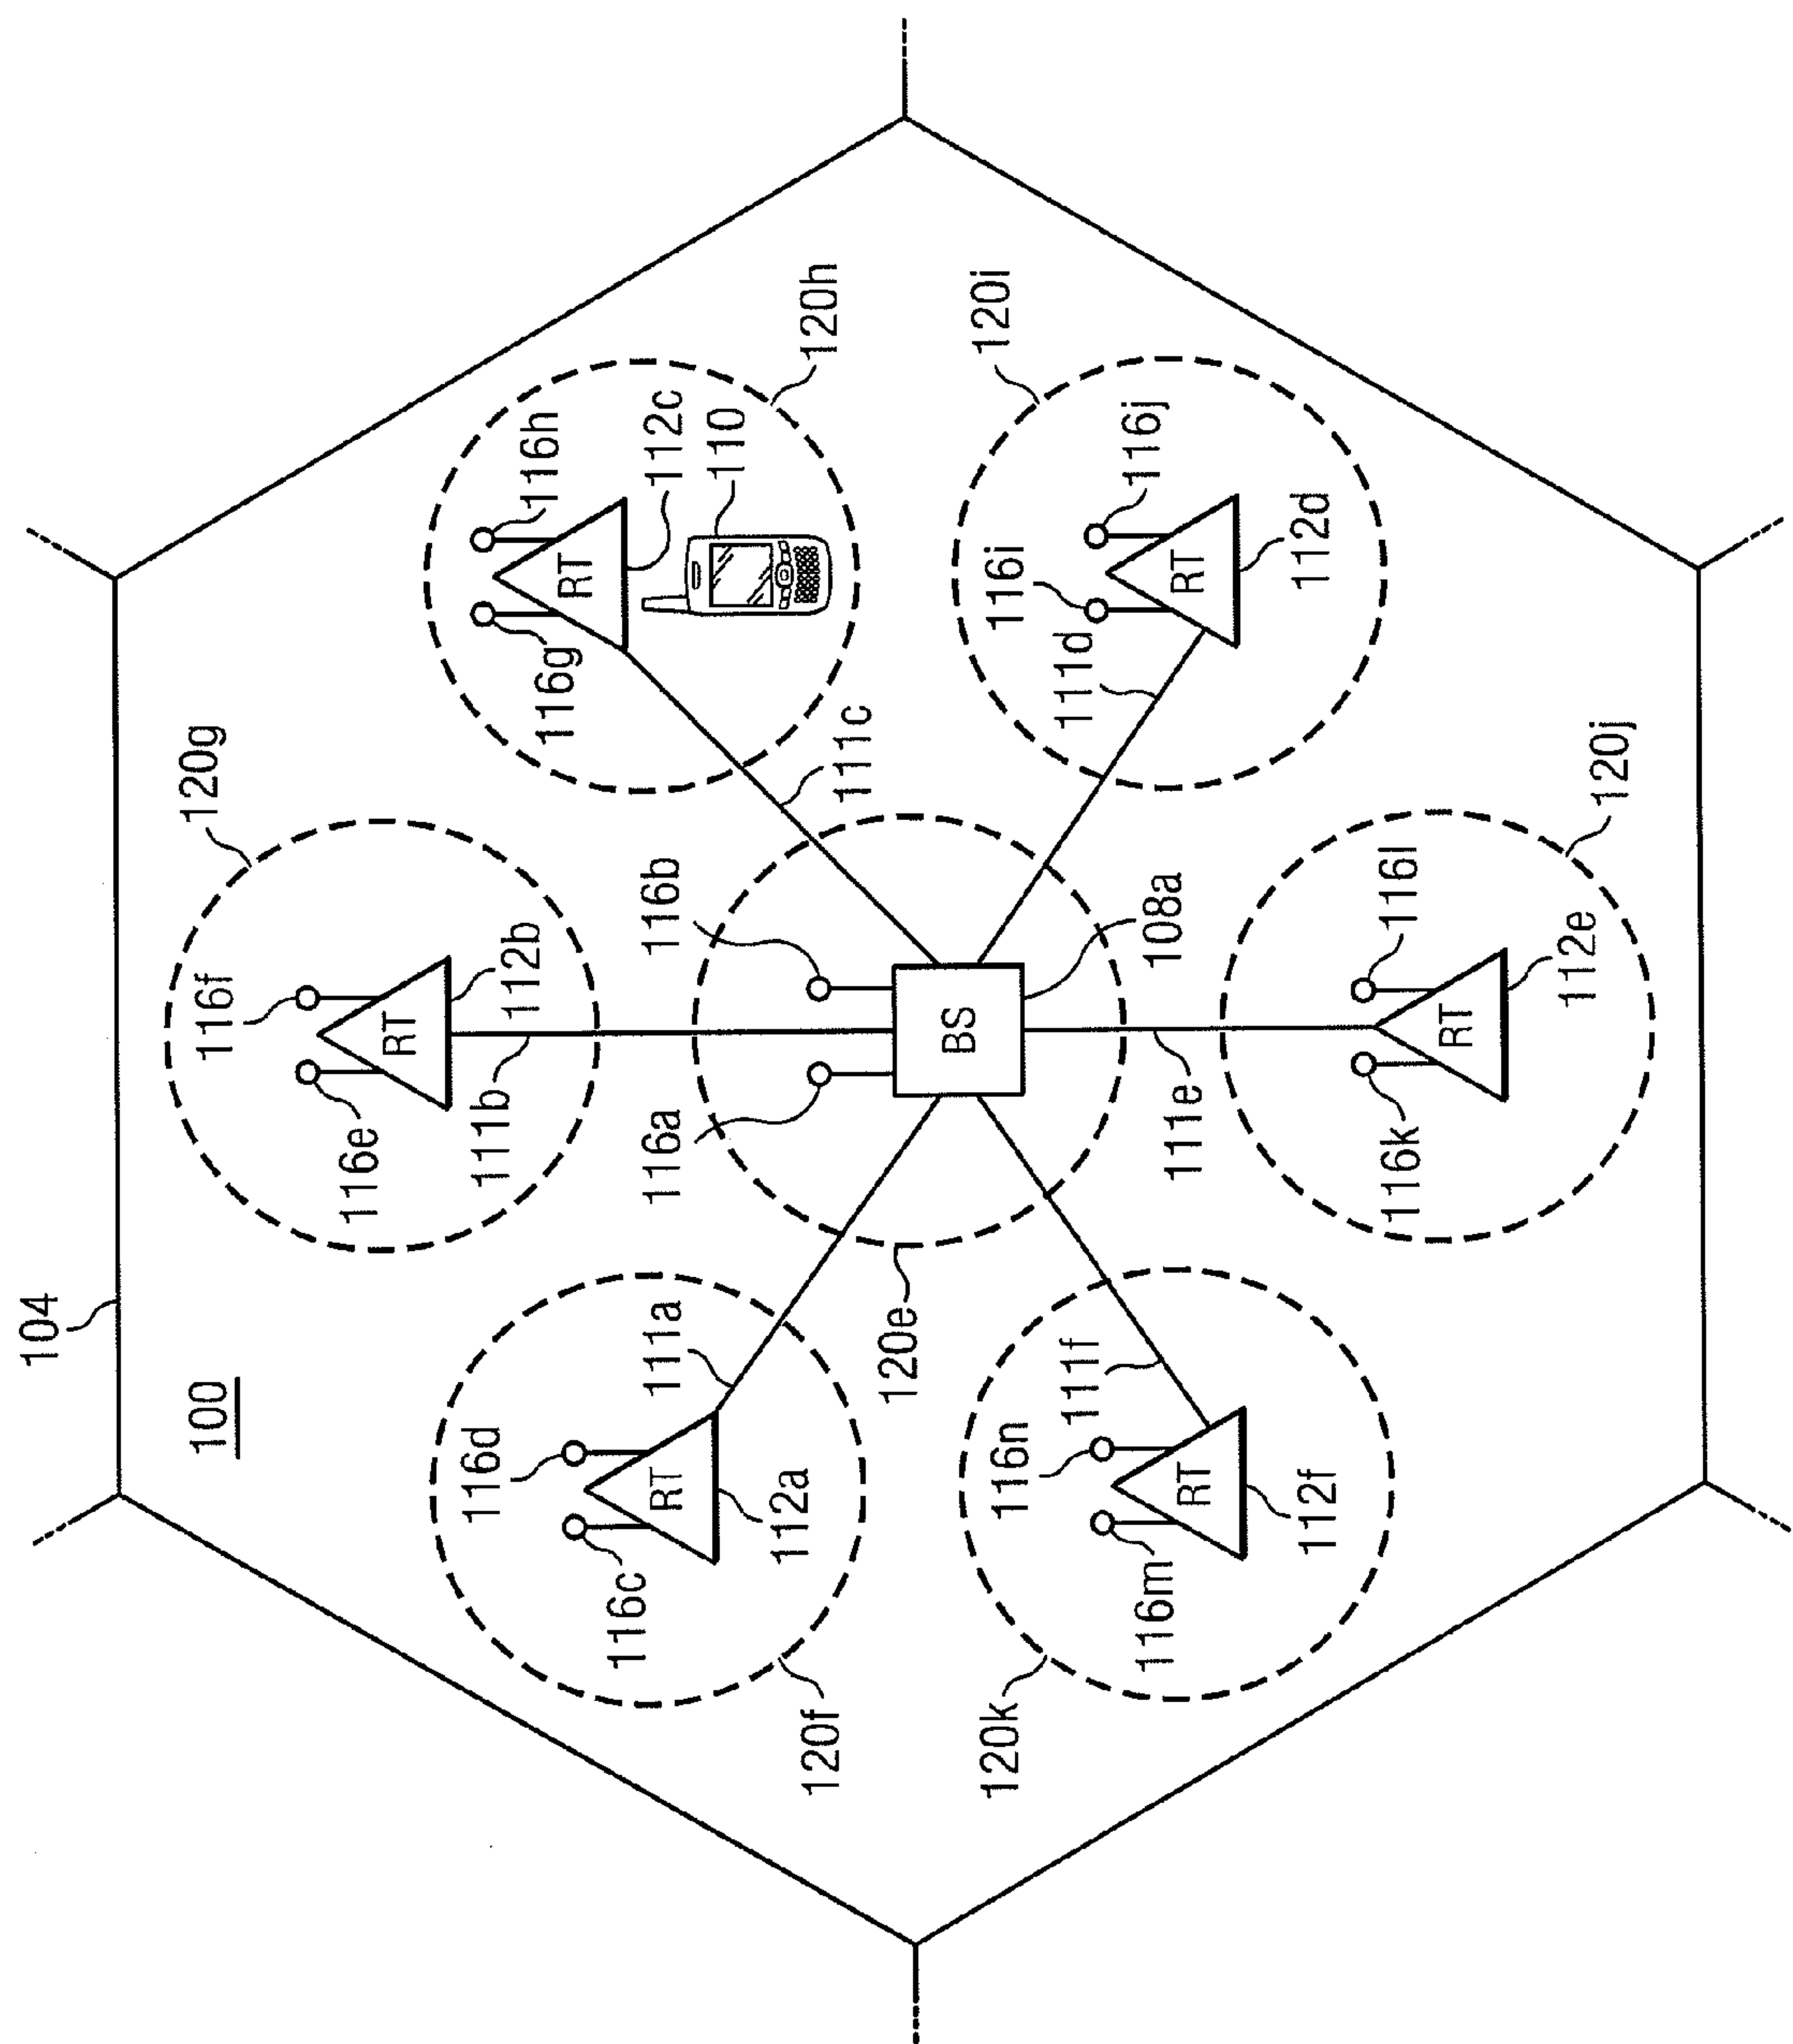 104
100
116f
120g
116e
RT
116d
111b
112b
116g
116h
RT
116c
111a
116a
116b
RT
112c
110
112a
120f
120h
111c
120e
BS
120k
120i
116n
116i
111f
111d
116m
116j
111e
108a
RT
RT
112f
112d
116k
116l
RT
112e
120j